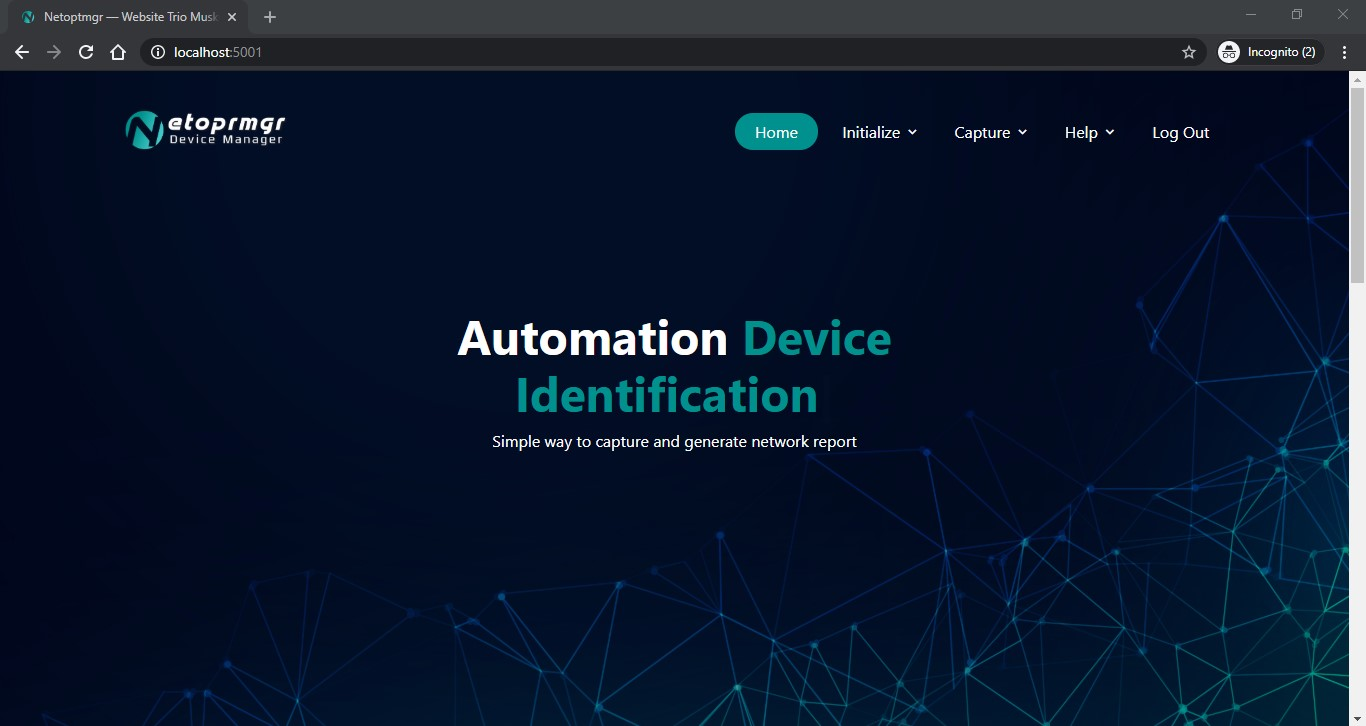 Netoptmgr — Website Trio Musk
localhost:5001
Incognito (2)
Netoprmgr
Device Manager
Home
Initialize
Capture
Help
Log Out
Automation Device
Identification
Simple way to capture and generate network report